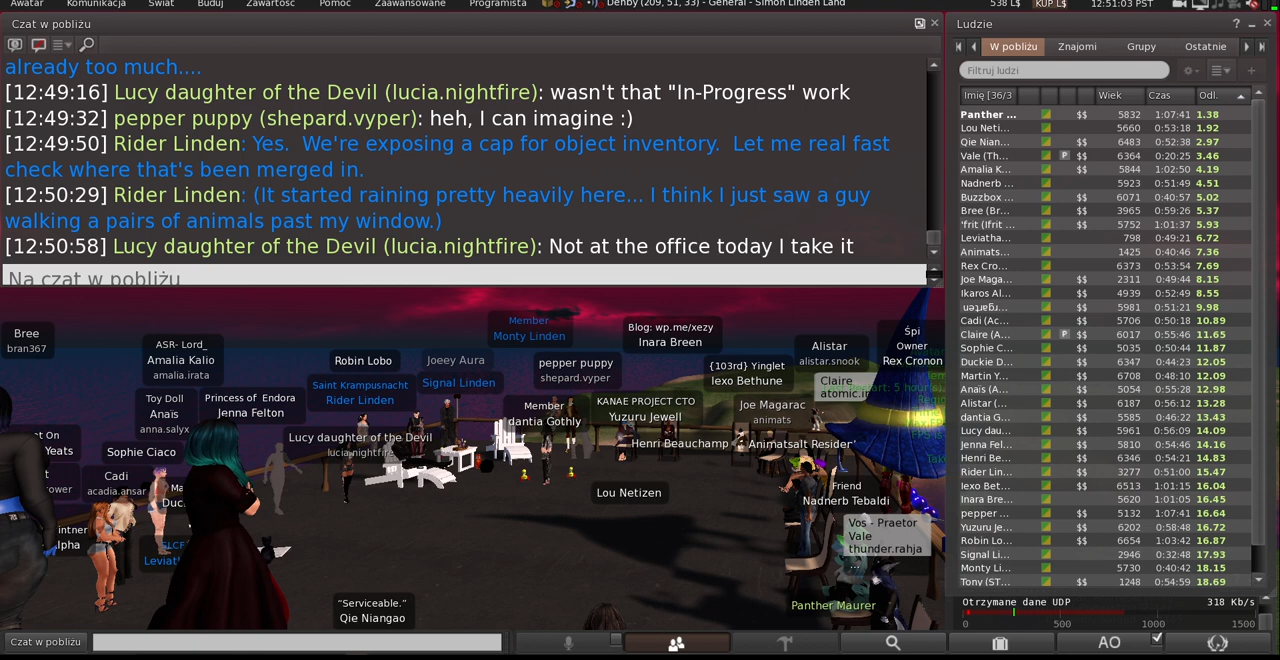 Awatar Komunikacja Świat Buduj Zawartość Pomoc Zaawansowane Programista Denby (209, 51, 33) - General - Simon Linden Land 538 L$ KUP L$ 12:51:03 PST
Czat w pobliżu
already too much....
[12:49:16] Lucy daughter of the Devil (lucia.nightfire): wasn't that "In-Progress" work
[12:49:32] pepper puppy (shepard.vyper): heh, I can imagine :)
[12:49:50] Rider Linden: Yes.  We're exposing a cap for object inventory.  Let me real fast
check where that's been merged in.
[12:50:29] Rider Linden: (It started raining pretty heavily here... I think I just saw a guy
walking a pairs of animals past my window.)
[12:50:58] Lucy daughter of the Devil (lucia.nightfire): Not at the office today I take it
Na czat w pobliżu
Bree
bran367
ASR- Lord_
Amalia Kalio
amalia.irata
Robin Lobo
Joeey Aura
Member
Monty Linden
Blog: wp.me/xezy
Inara Breen
Śpi
Owner
Rex Cronon
Alistar
alistar.snook
pepper puppy
shepard.vyper
{103rd} Yinglet
Iexo Bethune
Claire
atomic.in
Saint Krampusnacht
Rider Linden
Signal Linden
Toy Doll
Anaïs
anna.salyx
Princess of Endora
Jenna Felton
Member
dantia Gothly
KANAE PROJECT CTO
Yuzuru Jewell
Joe Magarac
animats
Lucy daughter of the Devil
lucia.nightfire
Henri Beauchamp
Animatsalt Resident
Yeats
Sophie Ciaco
Cadi
acadia.ansar
Lou Netizen
Friend
Nadnerb Tebaldi
Vos - Praetor
Vale
thunder.rahja
...
Leviat
"Serviceable."
Qie Niangao
Panther Maurer
Czat w pobliżu
AO
Ludzie
? _ ×
W pobliżu Znajomi Grupy Ostatnie
Filtruj ludzi
Imię [36/3 Wiek Czas Odl.
Panther ... $$ 5832 1:07:41 1.38
Lou Neti... 5660 0:53:18 1.92
Qie Nian... $$ 6483 0:52:38 2.97
Vale (Th... P $$ 6364 0:20:25 3.46
Amalia K... $$ 5844 1:02:50 4.19
Nadnerb ... 5923 0:51:49 4.51
Buzzbox ... $$ 6071 0:40:57 5.02
Bree (Br... $$ 3965 0:59:26 5.37
'frit (Ifrit ... $$ 5752 1:01:37 5.93
Leviatha... 798 0:49:21 6.72
Animats... 1425 0:40:46 7.36
Rex Cro... 6373 0:53:54 7.69
Joe Maga... $$ 2311 0:49:44 8.15
Ikaros Al... $$ 4939 0:52:49 8.55
$$ 5981 0:51:21 9.98
Cadi (Ac... $$ 5706 0:50:18 10.89
Claire (A... P $$ 6017 0:55:46 11.65
Sophie C... $$ 5035 0:50:44 11.87
Duckie D... $$ 6347 0:44:23 12.05
Martin Y... $$ 6708 0:48:10 12.09
Anaïs (A... $$ 5054 0:55:28 12.98
Alistar (... $$ 6187 0:56:12 13.28
dantia G... $$ 5585 0:46:22 13.43
Lucy dau... $$ 5961 0:56:09 14.09
Jenna Fel... $$ 5810 0:54:46 14.16
Henri Be... $$ 6346 0:54:21 14.83
Rider Lin... $$ 3277 0:51:00 15.47
Iexo Bet... $$ 6513 1:01:15 16.04
Inara Bre... 5620 1:01:05 16.45
pepper ... $$ 5132 1:07:41 16.64
Yuzuru Je... $$ 6202 0:58:48 16.72
Robin Lo... $$ 6654 1:03:42 16.87
Signal Li... 2946 0:32:48 17.93
Monty Li... 5730 0:40:42 18.15
Tony (ST... $$ 1248 0:54:59 18.69
Otrzymane dane UDP 318 Kb/s
0 500 1000 1500